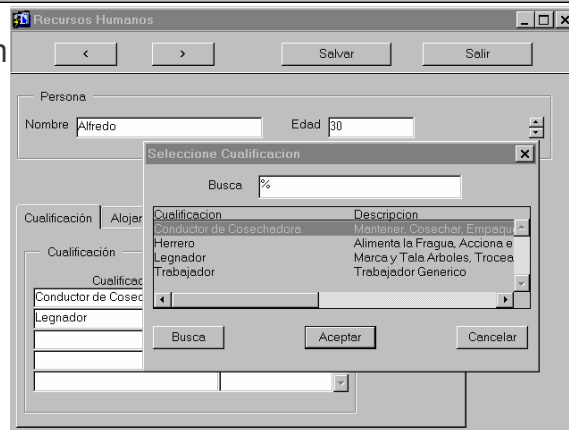 Recursos Humanos
n
< > Salvar Salir
Persona
Nombre Alfredo Edad 30
Seleccione Cualificacion
Busca %
Cualificacion Descripcion
Conductor de Cosechadora Mantener, Cosechar, Empaqu
Herrero Alimenta la Fragua, Acciona e
Legnador Marca y Tala Arboles, Trocea
Trabajador Trabajador Generico
Busca Aceptar Cancelar
Cualificación Alojar
Cualificación
Cualificac
Conductor de Cosec
Legnador